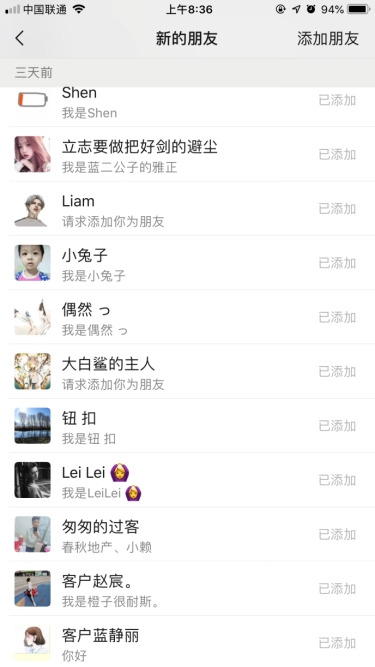 中国联通 上午8:36 94%
新的朋友 添加朋友
三天前
Shen
我是Shen 已添加
立志要做把好剑的避尘
我是蓝二公子的雅正 已添加
Liam
请求添加你为朋友 已添加
小兔子
我是小兔子 已添加
偶然 っ
我是偶然 っ 已添加
大白鲨的主人
请求添加你为朋友 已添加
钮 扣
我是钮 扣 已添加
Lei Lei 🙆
我是LeiLei 🙆 已添加
匆匆的过客
春秋地产、小赖 已添加
客户赵宸。
我是橙子很耐斯。 已添加
客户蓝静丽
你好 已添加